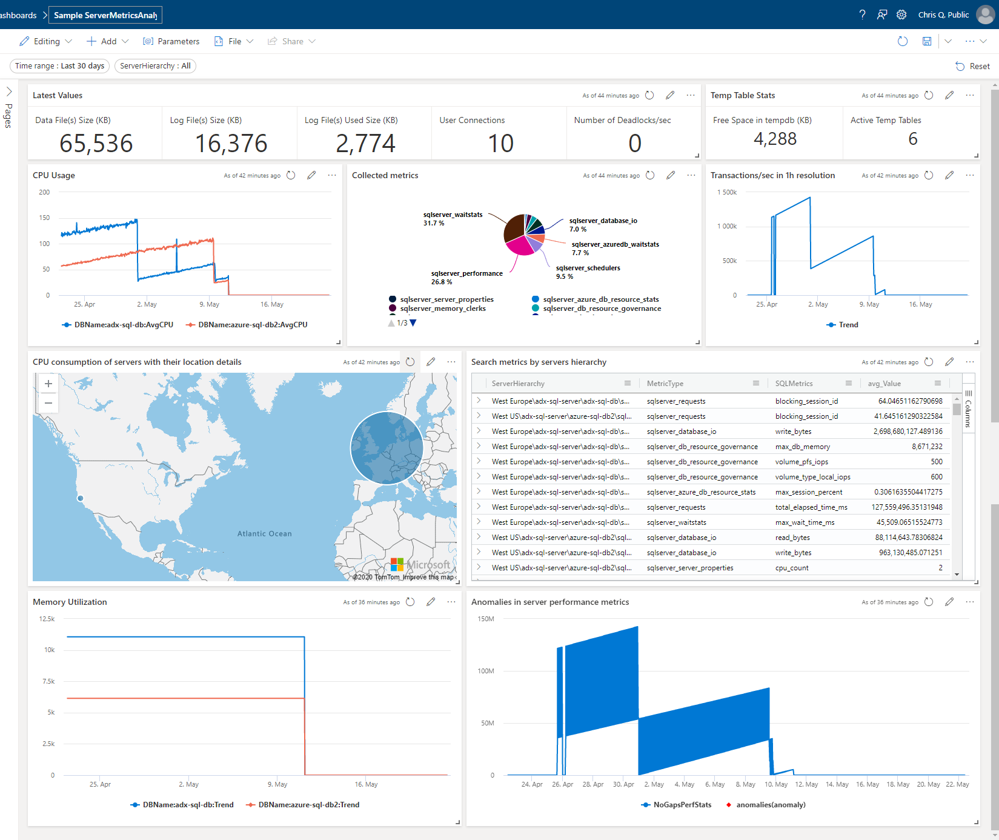 ashboards
Sample ServerMetricsAnaly
Chris Q. Public
Editing
Add
[@] Parameters
File
Share
Time range : Last 30 days
ServerHierarchy : All
Reset
Pages
Latest Values
As of 44 minutes ago
Data File(s) Size (KB)
65,536
Log File(s) Size (KB)
16,376
Log File(s) Used Size (KB)
2,774
User Connections
10
Number of Deadlocks/sec
0
Temp Table Stats
As of 44 minutes ago
Free Space in tempdb (KB)
4,288
Active Temp Tables
6
CPU Usage
As of 42 minutes ago
200
150
100
50
0
25. Apr
2. May
9. May
16. May
DBName:adx-sql-db:AvgCPU
DBName:azure-sql-db2:AvgCPU
Collected metrics
As of 44 minutes ago
sqlserver_waitstats
31.7 %
sqlserver_database_io
7.0 %
sqlserver_azuredb_waitstats
7.7 %
sqlserver_schedulers
9.5 %
sqlserver_performance
26.8 %
sqlserver_server_properties
sqlserver_azure_db_resource_stats
sqlserver_memory_clerks
sqlserver_db_resource_governance
1/3
Transactions/sec in 1h resolution
As of 42 minutes ago
1 500k
1 000k
500k
0
25. Apr
2. May
9. May
16. May
Trend
CPU consumption of servers with their location details
As of 42 minutes ago
+
−
Atlantic Ocean
Microsoft
©2020 TomTom Improve this map
Search metrics by servers hierarchy
As of 42 minutes ago
ServerHierarchy MetricType SQLMetrics avg_Value
West Europe\adx-sql-server\adx-sql-db\s... sqlserver_requests blocking_session_id 64.04651162790698
West US\adx-sql-server\azure-sql-db2\sql... sqlserver_requests blocking_session_id 41.645161290322584
West Europe\adx-sql-server\adx-sql-db\s... sqlserver_database_io write_bytes 2,698,680,127.489136
West Europe\adx-sql-server\adx-sql-db\s... sqlserver_db_resource_governance max_db_memory 8,671,232
West Europe\adx-sql-server\adx-sql-db\s... sqlserver_db_resource_governance volume_pfs_iops 500
West Europe\adx-sql-server\adx-sql-db\s... sqlserver_db_resource_governance volume_type_local_iops 600
West Europe\adx-sql-server\adx-sql-db\s... sqlserver_azure_db_resource_stats max_session_percent 0.3061635504417275
West Europe\adx-sql-server\adx-sql-db\s... sqlserver_requests total_elapsed_time_ms 127,559,496.35131948
West Europe\adx-sql-server\adx-sql-db\s... sqlserver_waitstats max_wait_time_ms 45,509.06515524773
West US\adx-sql-server\azure-sql-db2\sql... sqlserver_database_io read_bytes 88,114,643.78306824
West US\adx-sql-server\azure-sql-db2\sql... sqlserver_database_io write_bytes 963,130,485.071251
West US\adx-sql-server\azure-sql-db2\sql... sqlserver_server_properties cpu_count 2
Columns
Memory Utilization
As of 36 minutes ago
12.5k
10k
7.5k
5k
2.5k
0
25. Apr
2. May
9. May
16. May
DBName:adx-sql-db:Trend
DBName:azure-sql-db2:Trend
Anomalies in server performance metrics
As of 36 minutes ago
150M
100M
50M
0
24. Apr
26. Apr
28. Apr
30. Apr
2. May
4. May
6. May
8. May
10. May
12. May
14. May
16. May
18. May
20. May
22. May
NoGapsPerfStats
anomalies(anomaly)